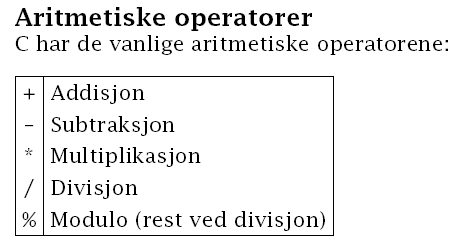 Aritmetiske operatorer
C har de vanlige aritmetiske operatorene:
+ Addisjon
– Subtraksjon
* Multiplikasjon
/ Divisjon
% Modulo (rest ved divisjon)